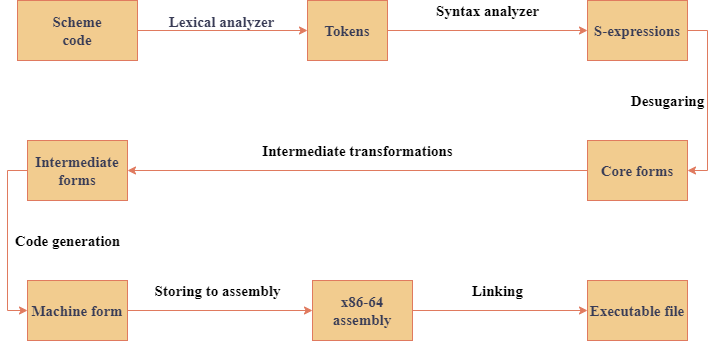 Scheme
code
Lexical analyzer
Tokens
Syntax analyzer
S-expressions
Desugaring
Core forms
Intermediate transformations
Intermediate
forms
Code generation
Machine form
Storing to assembly
x86-64
assembly
Linking
Executable file